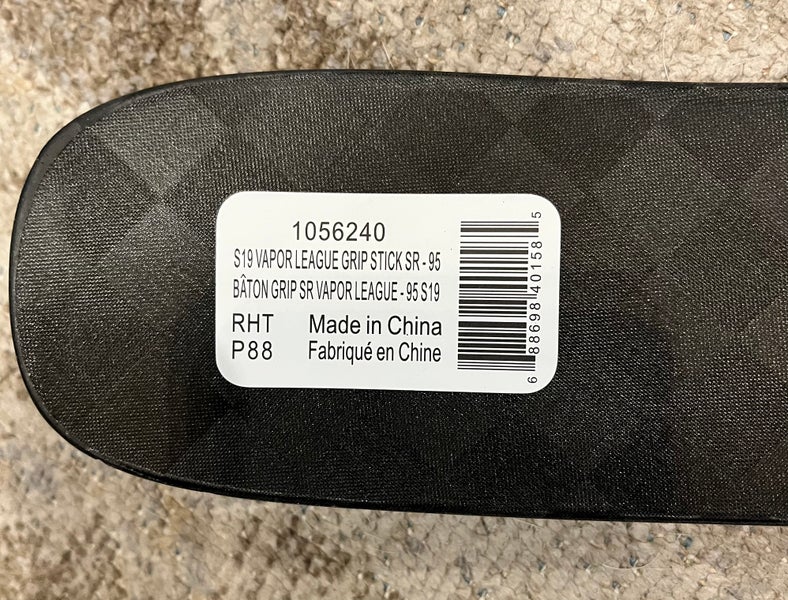 1056240
S19 VAPOR LEAGUE GRIP STICK SR - 95
BÂTON GRIP SR VAPOR LEAGUE - 95 S19
RHT Made in China
P88 Fabriqué en Chine
6 88698 40158 5